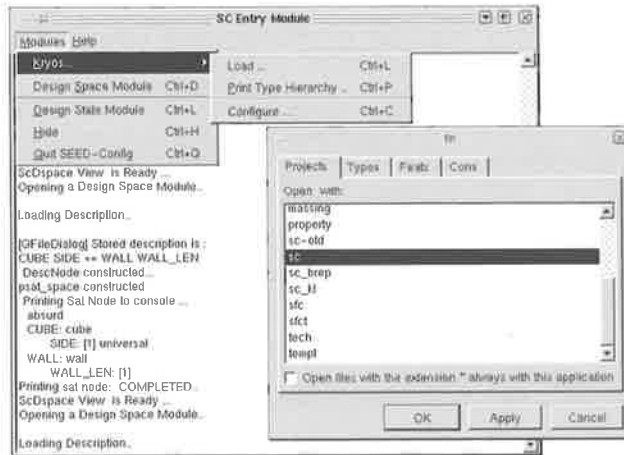 SC Entry Module
Modules Help
Kryos...
Design Space Module Ctrl+D
Design State Module Ctrl+L
Hide Ctrl+H
Quit SEED-Config Ctrl+Q
Load ... Ctrl+L
Print Type Hierarchy .. Ctrl+P
Configure ... Ctrl+C
ScDspace View is Ready ...
Opening a Design Space Module..
Loading Description..
[GFileDialog] Stored description is :
CUBE SIDE == WALL WALL_LEN
DescNode constructed...
psat_space constructed
Printing Sat Node to console ...
absurd
CUBE: cube
SIDE: [1] universal
WALL: wall
WALL_LEN: [1]
Printing sat node: COMPLETED..
ScDspace View is Ready ...
Opening a Design Space Module..
Loading Description..
Projects Types Feats Cons
Open with:
massing
property
sc-old
sc
sc_brep
sc_kf
sfc
sfct
tech
templ
Open files with the extension "" always with this application
OK Apply Cancel